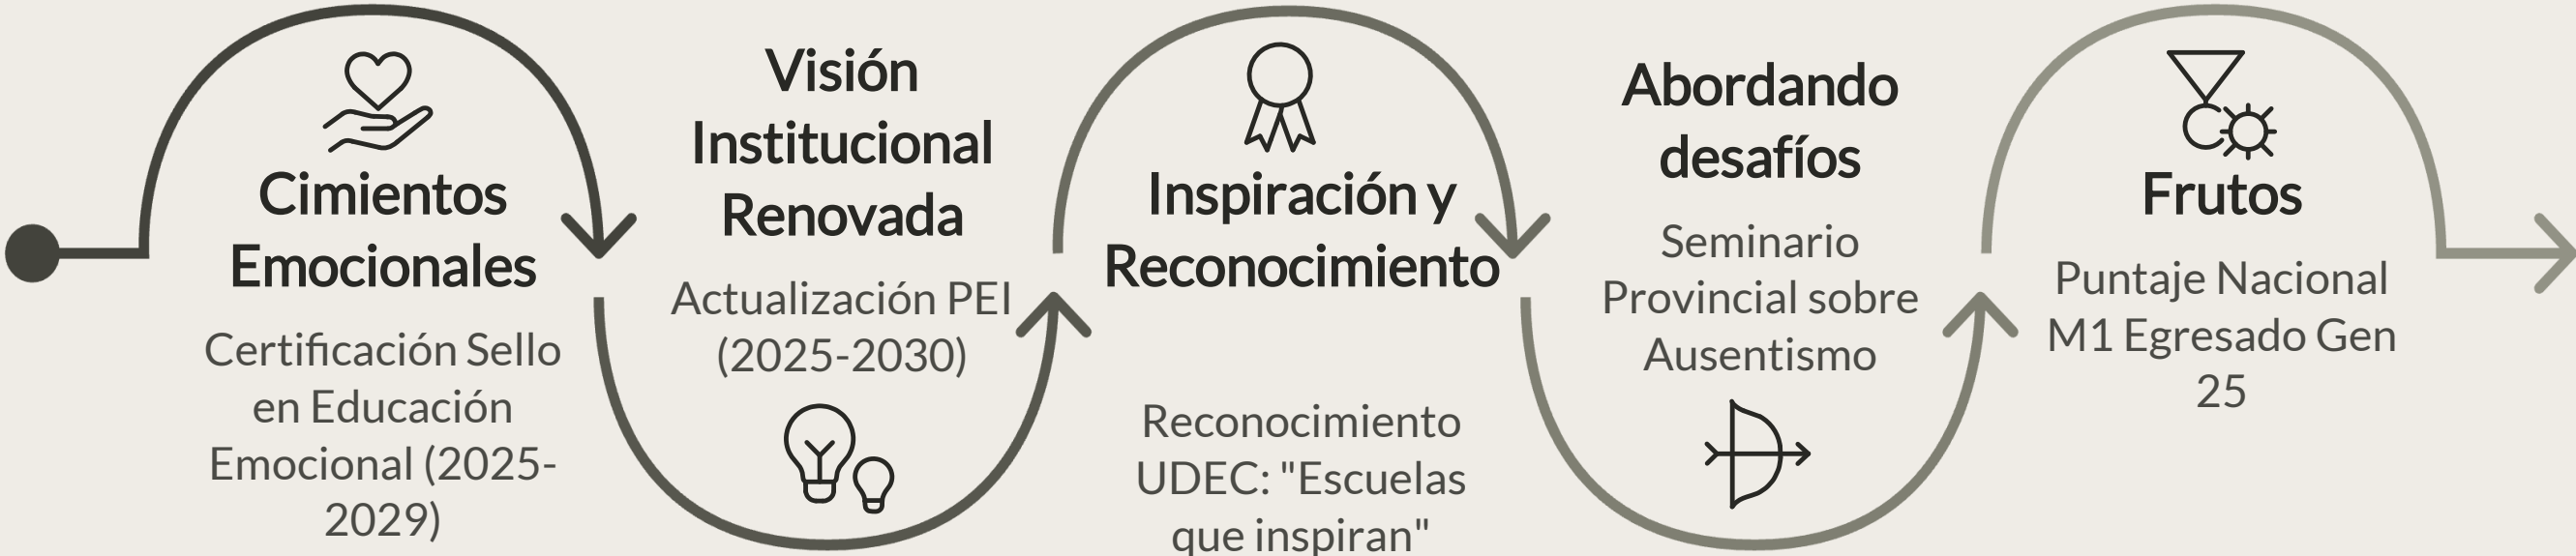 Cimientos
Emocionales
Certificación Sello
en Educación
Emocional (2025-
2029)
Visión
Institucional
Renovada
Actualización PEI
(2025-2030)
Inspiración y
Reconocimiento
Reconocimiento
UDEC: "Escuelas
que inspiran"
Abordando
desafíos
Seminario
Provincial sobre
Ausentismo
Frutos
Puntaje Nacional
M1 Egresado Gen
25